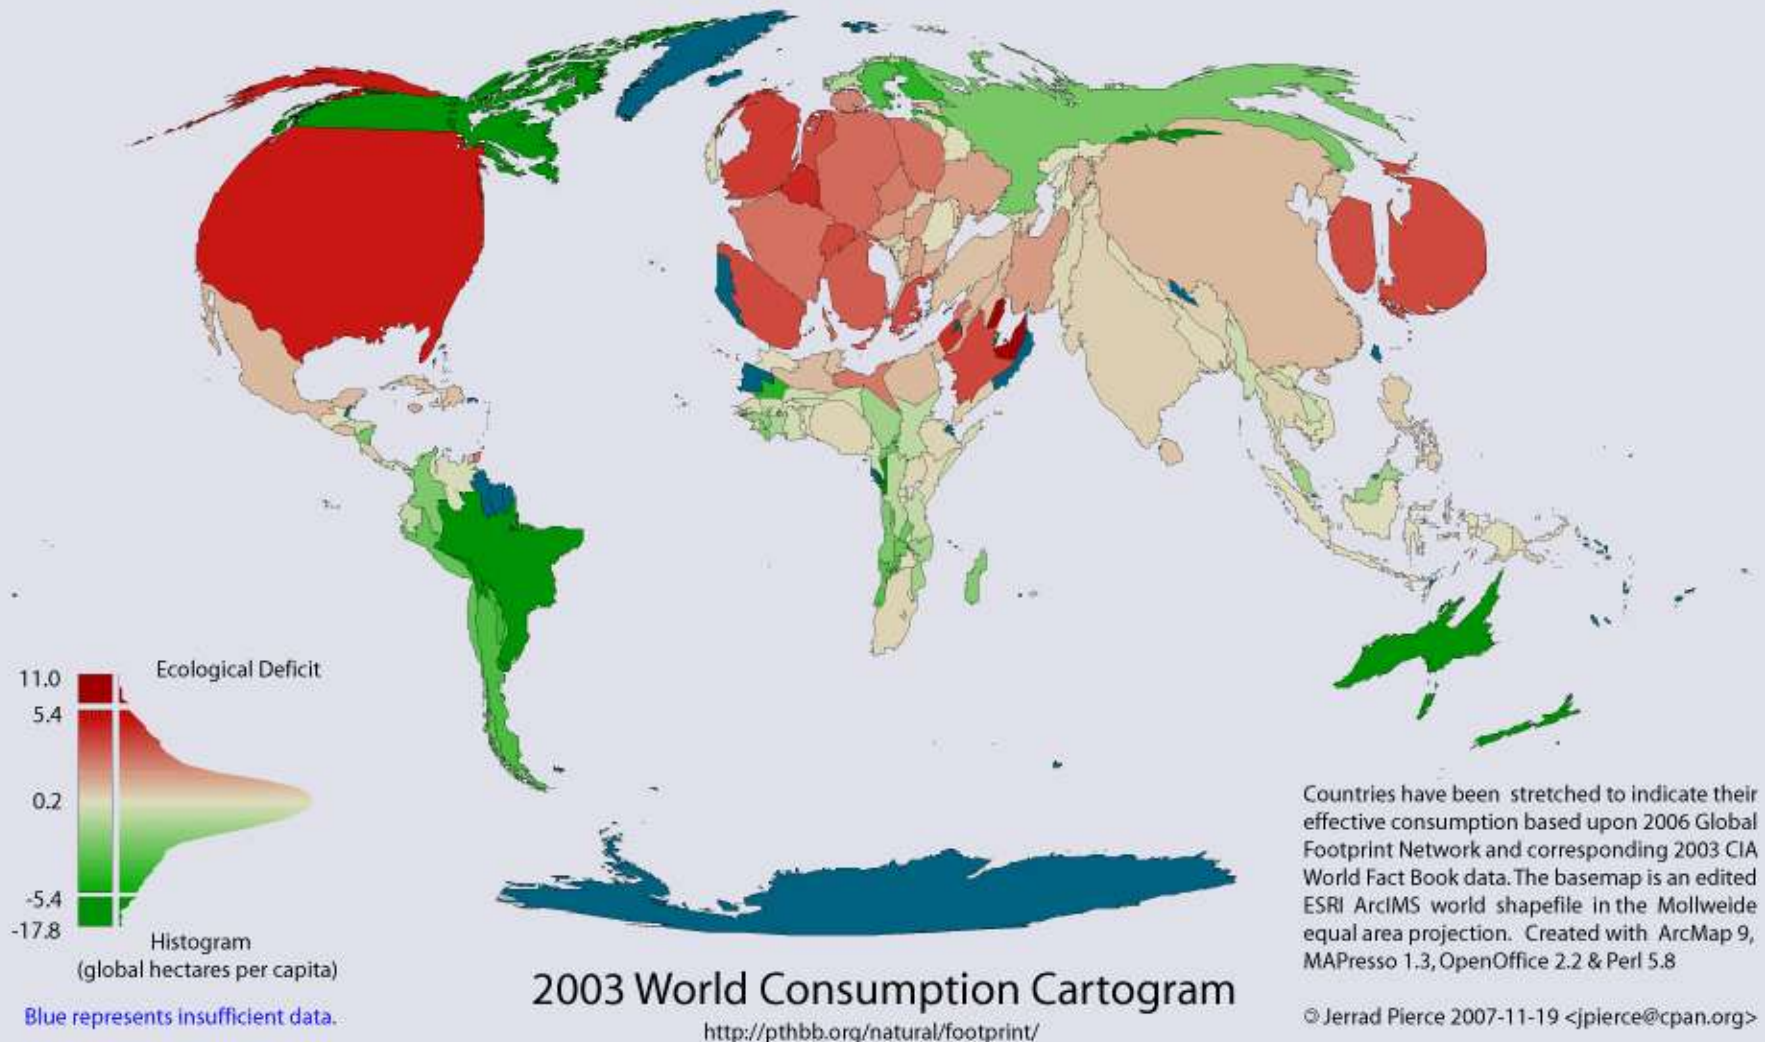 Ecological Deficit
11.0
5.4
0.2
-5.4
-17.8
Histogram
(global hectares per capita)
Blue represents insufficient data.
2003 World Consumption Cartogram
http://pthbb.org/natural/footprint/
Countries have been stretched to indicate their
effective consumption based upon 2006 Global
Footprint Network and corresponding 2003 CIA
World Fact Book data. The basemap is an edited
ESRI ArcIMS world shapefile in the Mollweide
equal area projection. Created with ArcMap 9,
MAPresso 1.3, OpenOffice 2.2 & Perl 5.8
© Jerrad Pierce 2007-11-19 <jpierce@cpan.org>